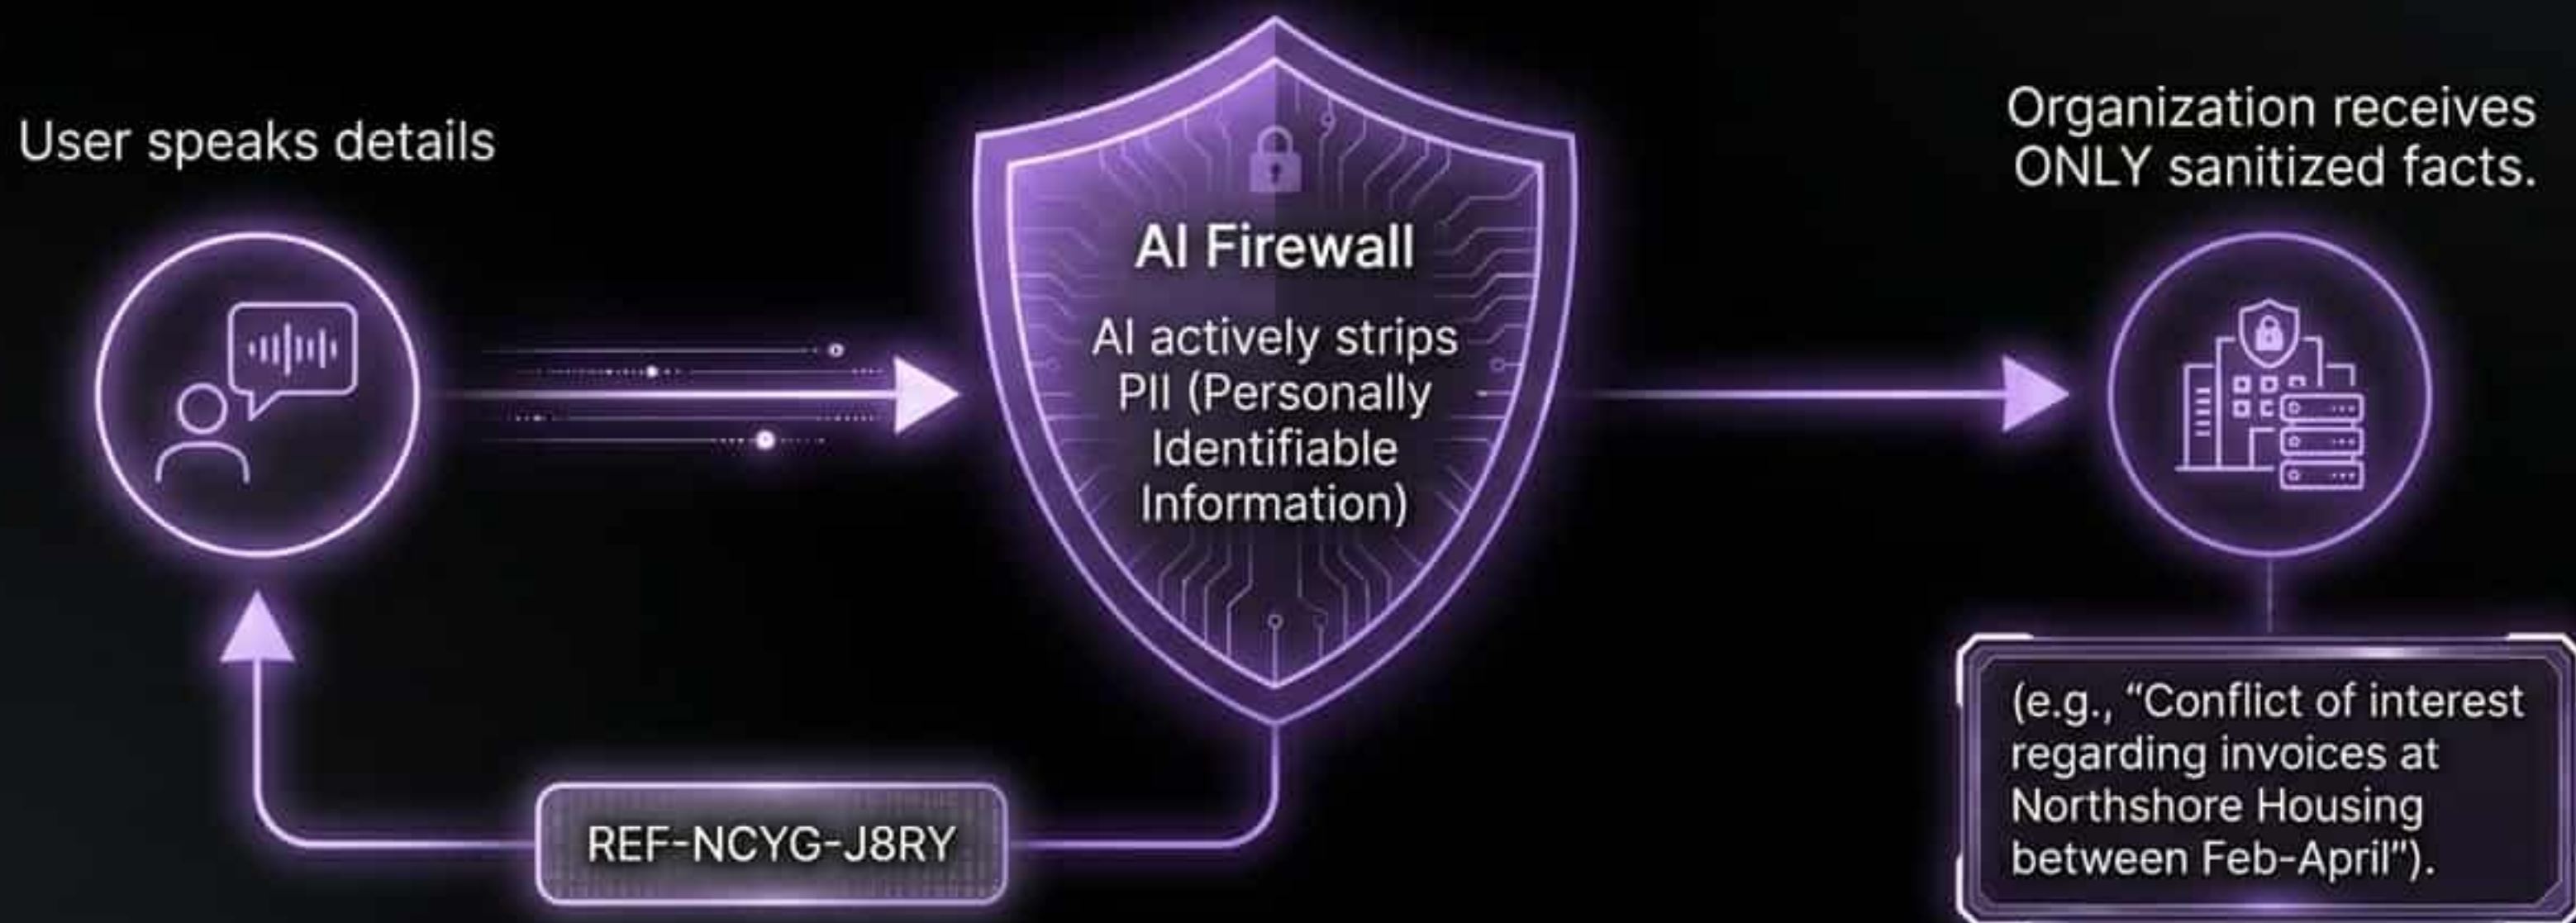 User speaks details
AI Firewall
AI actively strips
PII (Personally
Identifiable
Information)
Organization receives
ONLY sanitized facts.
(e.g., “Conflict of interest
regarding invoices at
Northshore Housing
between Feb-April”).
REF-NCYG-J8RY